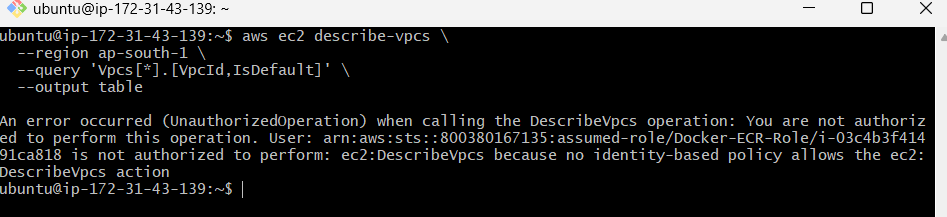 ubuntu@ip-172-31-43-139: ~
ubuntu@ip-172-31-43-139:~$ aws ec2 describe-vpcs \
  --region ap-south-1 \
  --query 'Vpcs[*].[VpcId,IsDefault]' \
  --output table
An error occurred (UnauthorizedOperation) when calling the DescribeVpcs operation: You are not authoriz
ed to perform this operation. User: arn:aws:sts::800380167135:assumed-role/Docker-ECR-Role/i-03c4b3f414
91ca818 is not authorized to perform: ec2:DescribeVpcs because no identity-based policy allows the ec2:
DescribeVpcs action
ubuntu@ip-172-31-43-139:~$